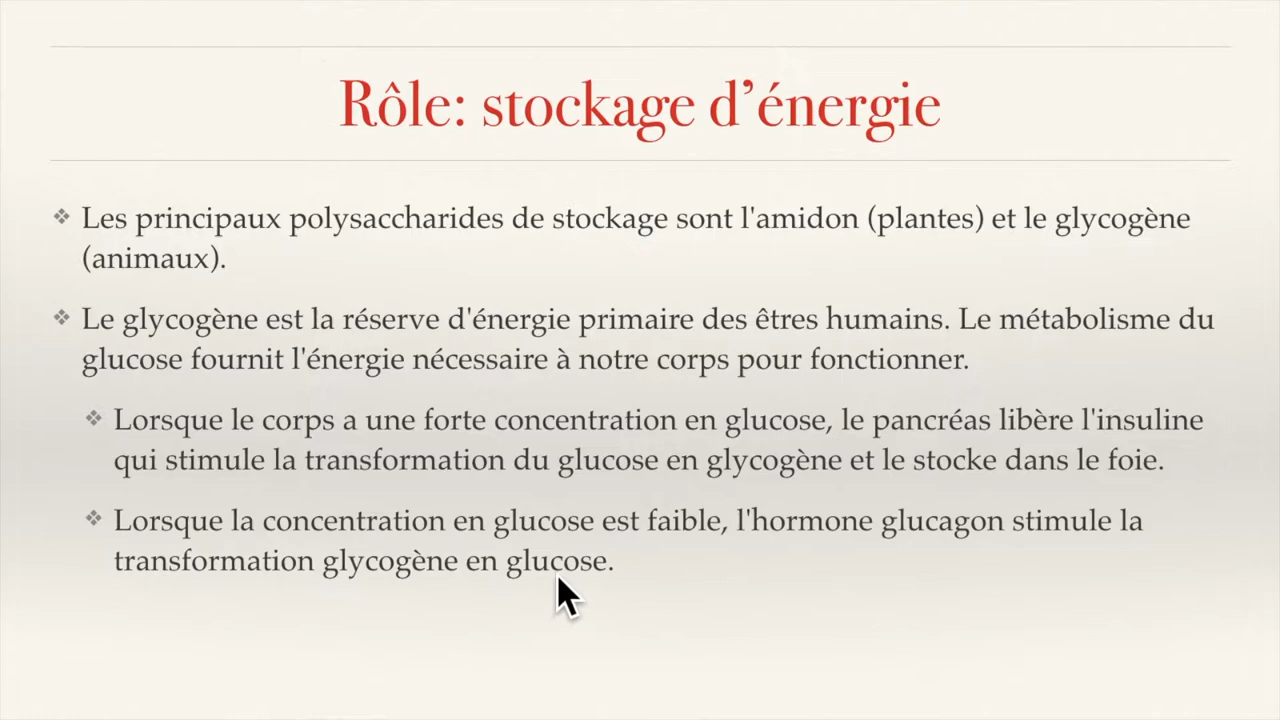 Rôle: stockage d’énergie
❖ Les principaux polysaccharides de stockage sont l'amidon (plantes) et le glycogène
(animaux).
❖ Le glycogène est la réserve d'énergie primaire des êtres humains. Le métabolisme du
glucose fournit l'énergie nécessaire à notre corps pour fonctionner.
❖ Lorsque le corps a une forte concentration en glucose, le pancréas libère l'insuline
qui stimule la transformation du glucose en glycogène et le stocke dans le foie.
❖ Lorsque la concentration en glucose est faible, l'hormone glucagon stimule la
transformation glycogène en glucose.